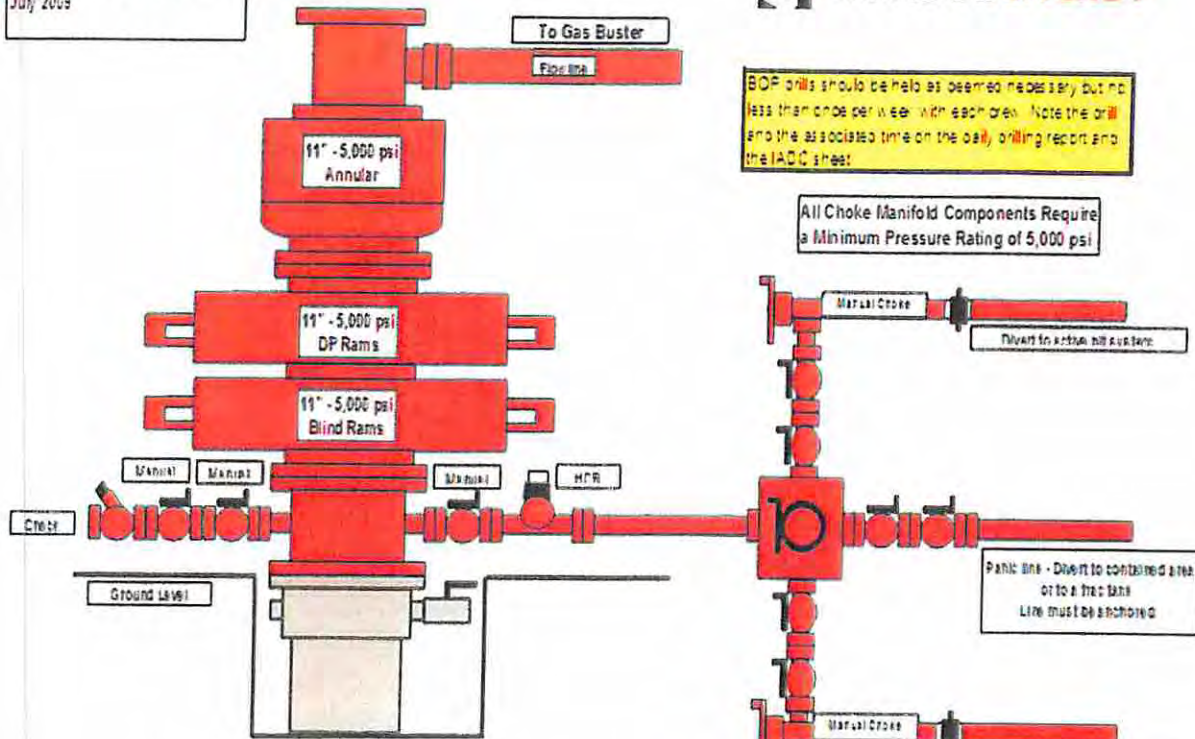 July 2009
To Gas Buster
Flow line
BOP drills should be held as deemed necessary but no
less than once per week with each crew. Note the drill
and the associated time on the daily drilling report and
the IADC sheet
11" - 5,000 psi
Annular
All Choke Manifold Components Require
a Minimum Pressure Rating of 5,000 psi
Manual Choke
Divert to active pit system
11" - 5,000 psi
DP Rams
11" - 5,000 psi
Blind Rams
Manual
Manual
Manual
HCR
Check
Ground Level
Panic line - Divert to contained area
or to a frac tank
Line must be anchored
Manual Choke